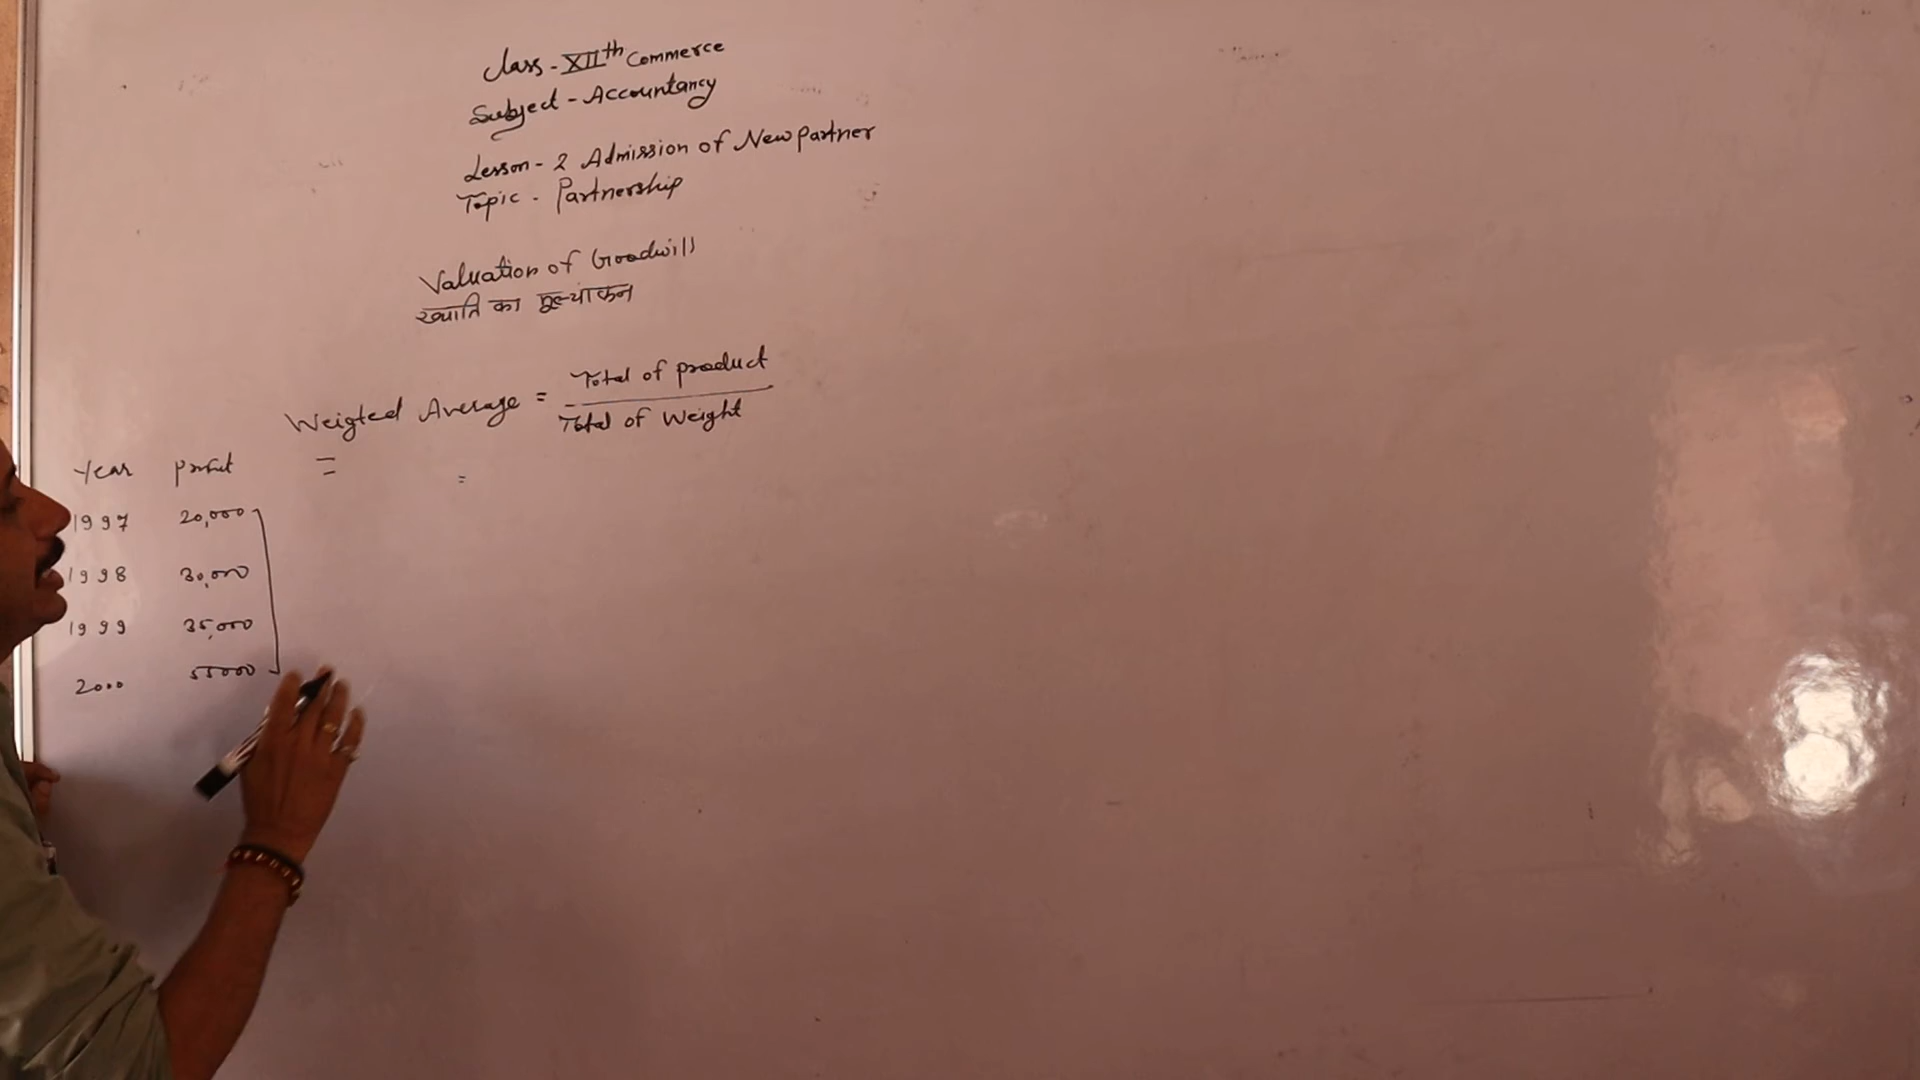 Class - XIIth Commerce
Subject - Accountancy
Lesson - 2 Admission of New Partner
Topic - Partnership
Valuation of Goodwill
ख्याति का मूल्यांकन
Weigted Average = Total of product
Total of Weight
Year Profit = =
1997 20,000
1998 30,000
1999 35,000
2000 55000